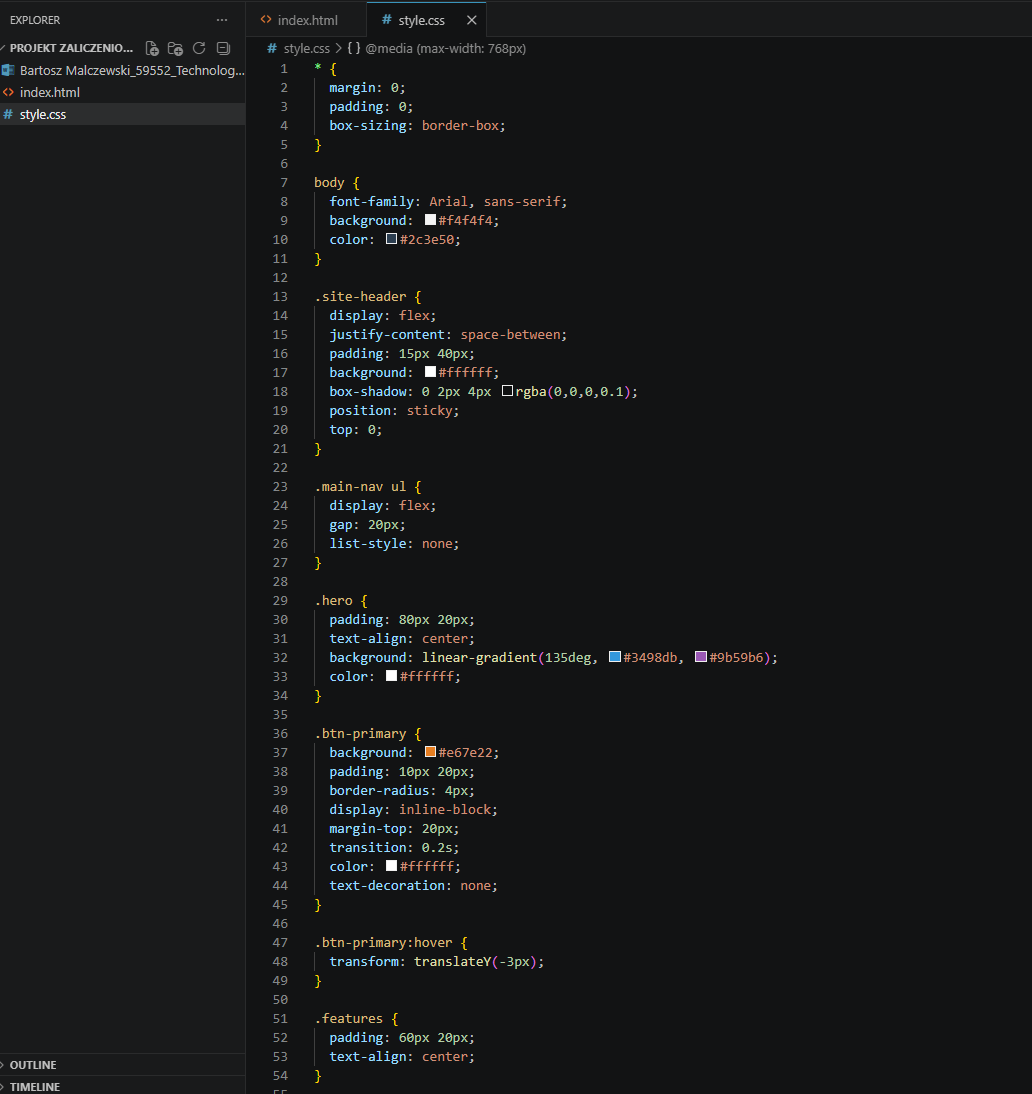 EXPLORER
···
index.html
# style.css ×
PROJEKT ZALICZENIO...
# style.css > { } @media (max-width: 768px)
Bartosz Malczewski_59552_Technolog...
index.html
# style.css
1 * {
2 margin: 0;
3 padding: 0;
4 box-sizing: border-box;
5 }
6
7 body {
8 font-family: Arial, sans-serif;
9 background: #f4f4f4;
10 color: #2c3e50;
11 }
12
13 .site-header {
14 display: flex;
15 justify-content: space-between;
16 padding: 15px 40px;
17 background: #ffffff;
18 box-shadow: 0 2px 4px rgba(0,0,0,0.1);
19 position: sticky;
20 top: 0;
21 }
22
23 .main-nav ul {
24 display: flex;
25 gap: 20px;
26 list-style: none;
27 }
28
29 .hero {
30 padding: 80px 20px;
31 text-align: center;
32 background: linear-gradient(135deg, #3498db, #9b59b6);
33 color: #ffffff;
34 }
35
36 .btn-primary {
37 background: #e67e22;
38 padding: 10px 20px;
39 border-radius: 4px;
40 display: inline-block;
41 margin-top: 20px;
42 transition: 0.2s;
43 color: #ffffff;
44 text-decoration: none;
45 }
46
47 .btn-primary:hover {
48 transform: translateY(-3px);
49 }
50
51 .features {
52 padding: 60px 20px;
53 text-align: center;
54 }
OUTLINE
TIMELINE